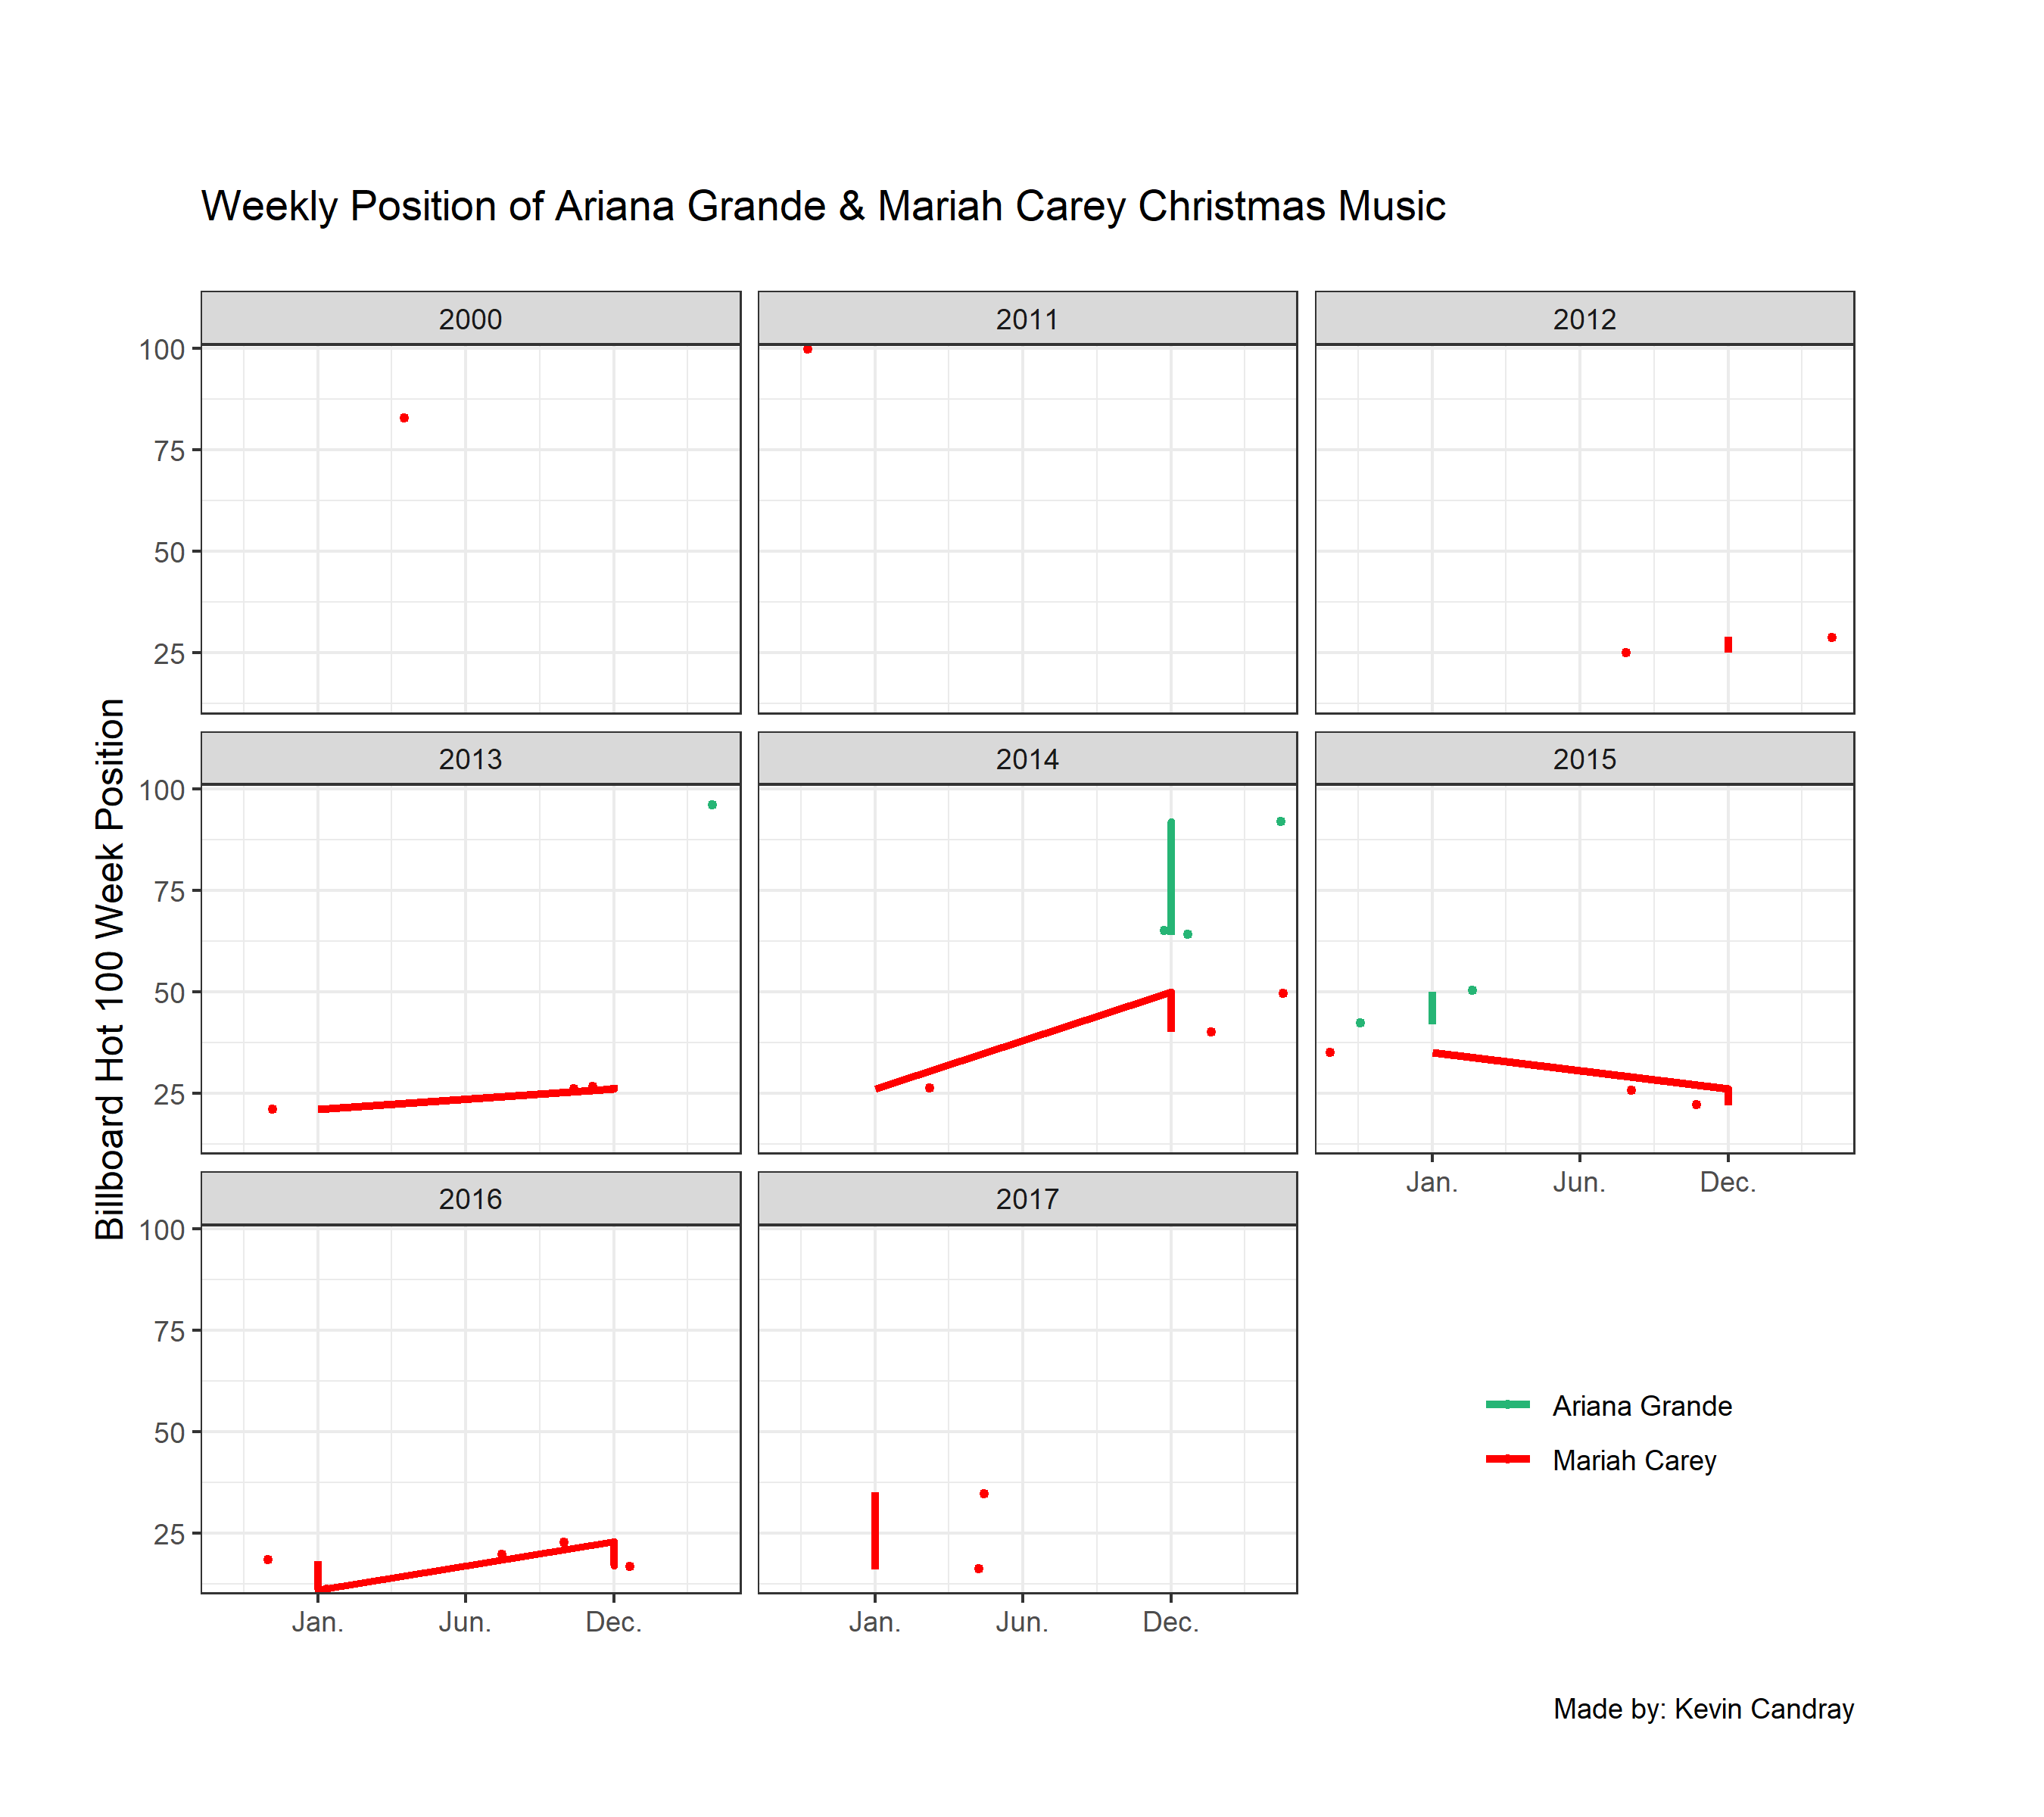 Weekly Position of Ariana Grande & Mariah Carey Christmas Music
2000
2011
2012
100
75
50
25
2013
2014
2015
100
75
50
25
Jan.
Jun.
Dec.
Billboard Hot 100 Week Position
2016
2017
100
75
50
25
Jan.
Jun.
Dec.
Jan.
Jun.
Dec.
Ariana Grande
Mariah Carey
Made by: Kevin Candray